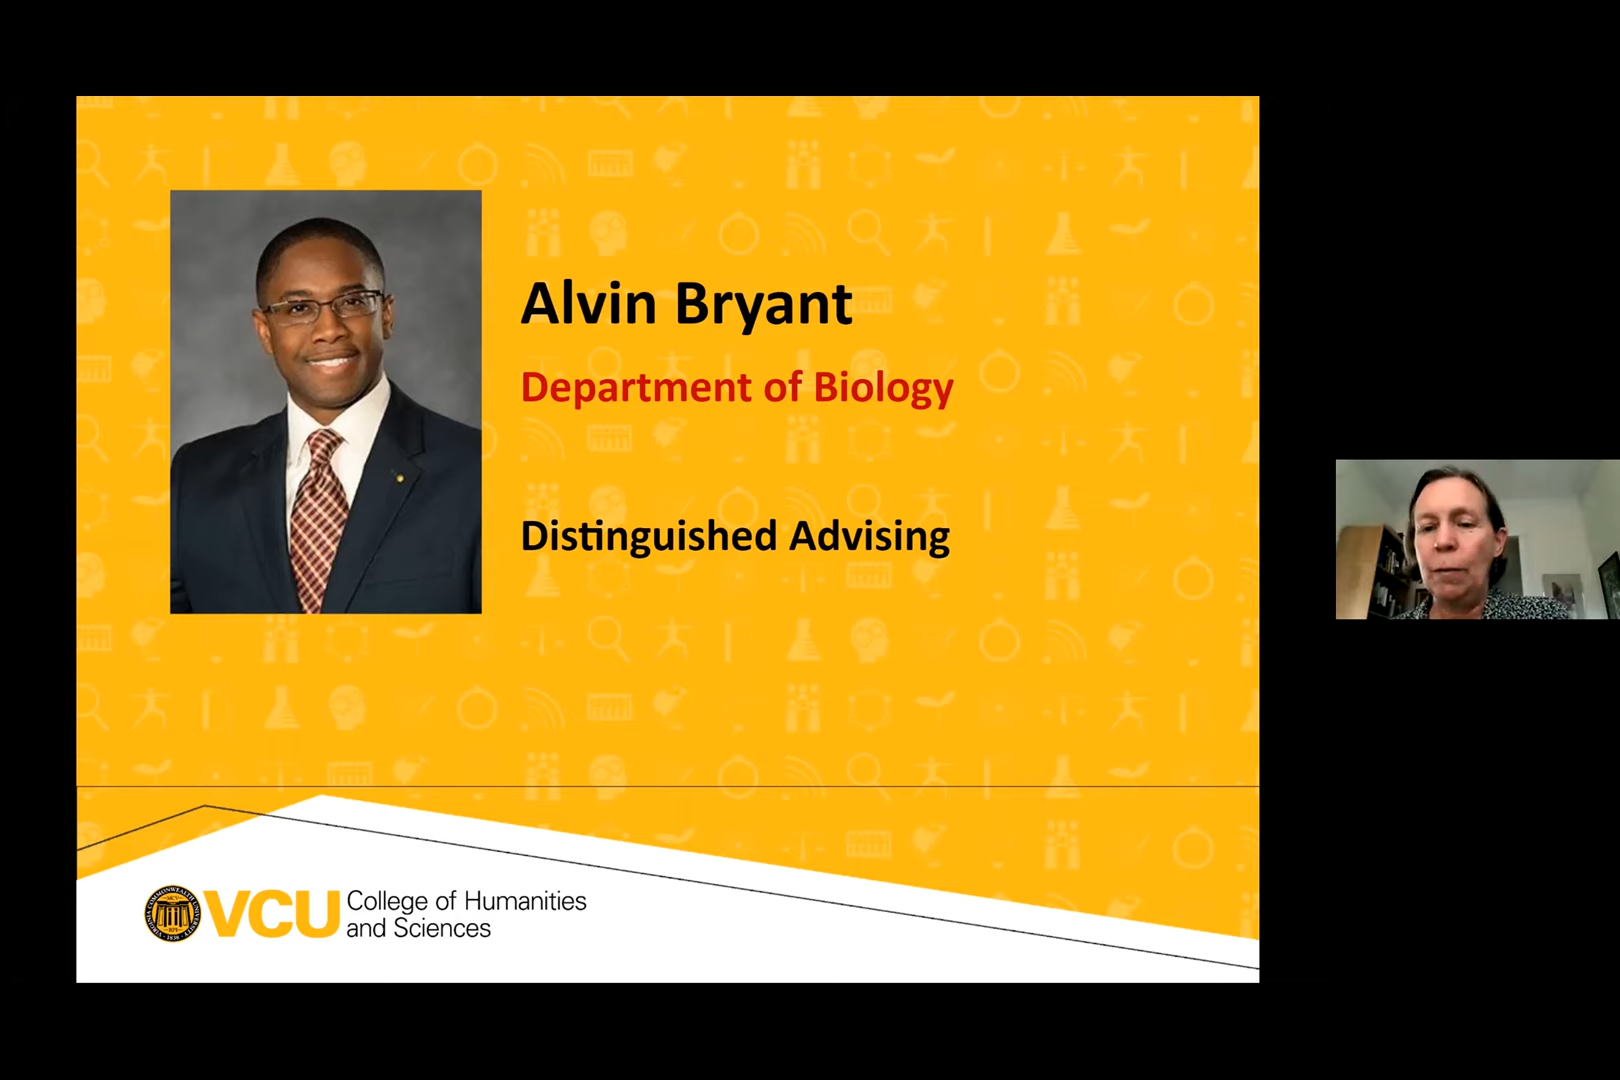 Alvin Bryant
Department of Biology
Distinguished Advising
VCU College of Humanities
and Sciences